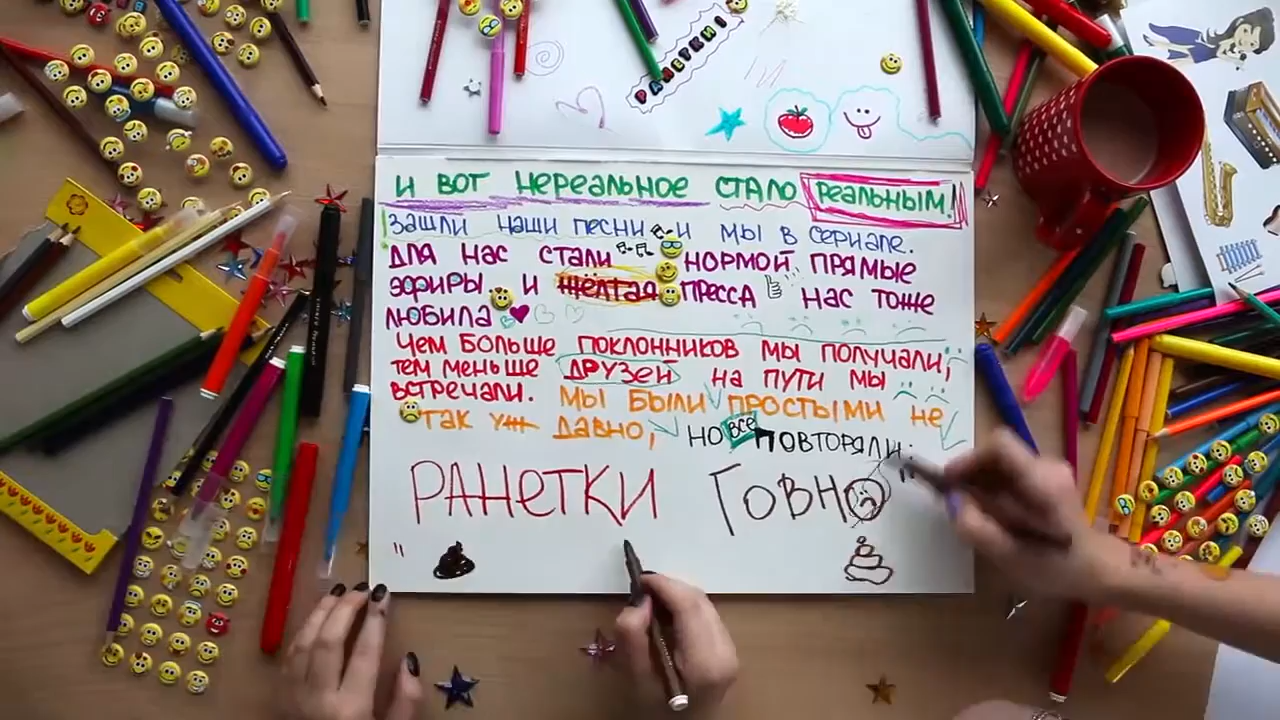 РАНЕТКИ
И ВОТ НЕРЕАЛЬНОЕ СТАЛО РЕАЛЬНЫМ!
!ЗАШЛИ НАШИ ПЕСНИ И МЫ В СЕРИАЛЕ.
ДЛЯ НАС СТАЛИ НОРМОЙ ПРЯМЫЕ
ЭФИРЫ И ЖЁЛТАЯ ПРЕССА НАС ТОЖЕ
ЛЮБИЛА
ЧЕМ БОЛЬШЕ ПОКЛОННИКОВ МЫ ПОЛУЧАЛИ,
ТЕМ МЕНЬШЕ ДРУЗЕЙ НА ПУТИ МЫ
ВСТРЕЧАЛИ. МЫ БЫЛИ ПРОСТЫМИ НЕ
ТАК УЖ ДАВНО, НО ВСЕ ПОВТОРЯЛИ:
РАНЕТКИ ГОВНО
"